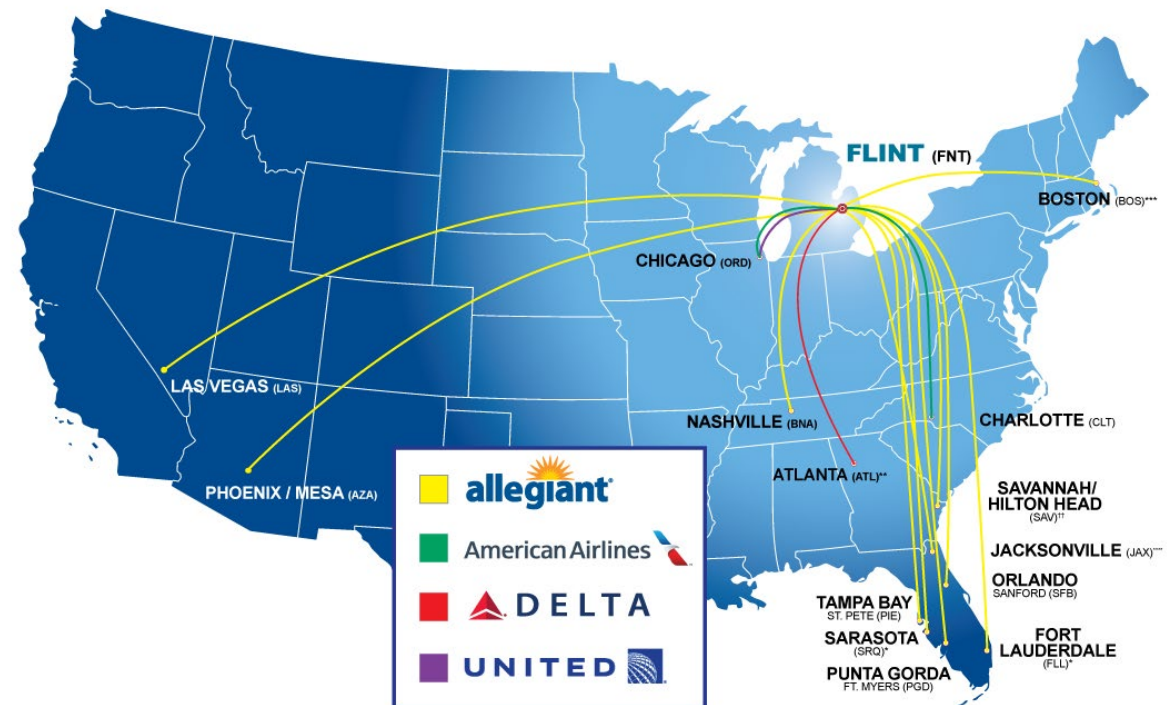 FLINT (FNT)
BOSTON (BOS)***
CHICAGO (ORD)
LAS VEGAS (LAS)
NASHVILLE (BNA)
CHARLOTTE (CLT)
ATLANTA (ATL)**
PHOENIX / MESA (AZA)
SAVANNAH/
HILTON HEAD
(SAV)††
JACKSONVILLE (JAX)****
ORLANDO
SANFORD (SFB)
TAMPA BAY
ST. PETE (PIE)
SARASOTA
(SRQ)*
PUNTA GORDA
FT. MYERS (PGD)
FORT
LAUDERDALE
(FLL)*
allegiant®
American Airlines
DELTA
UNITED